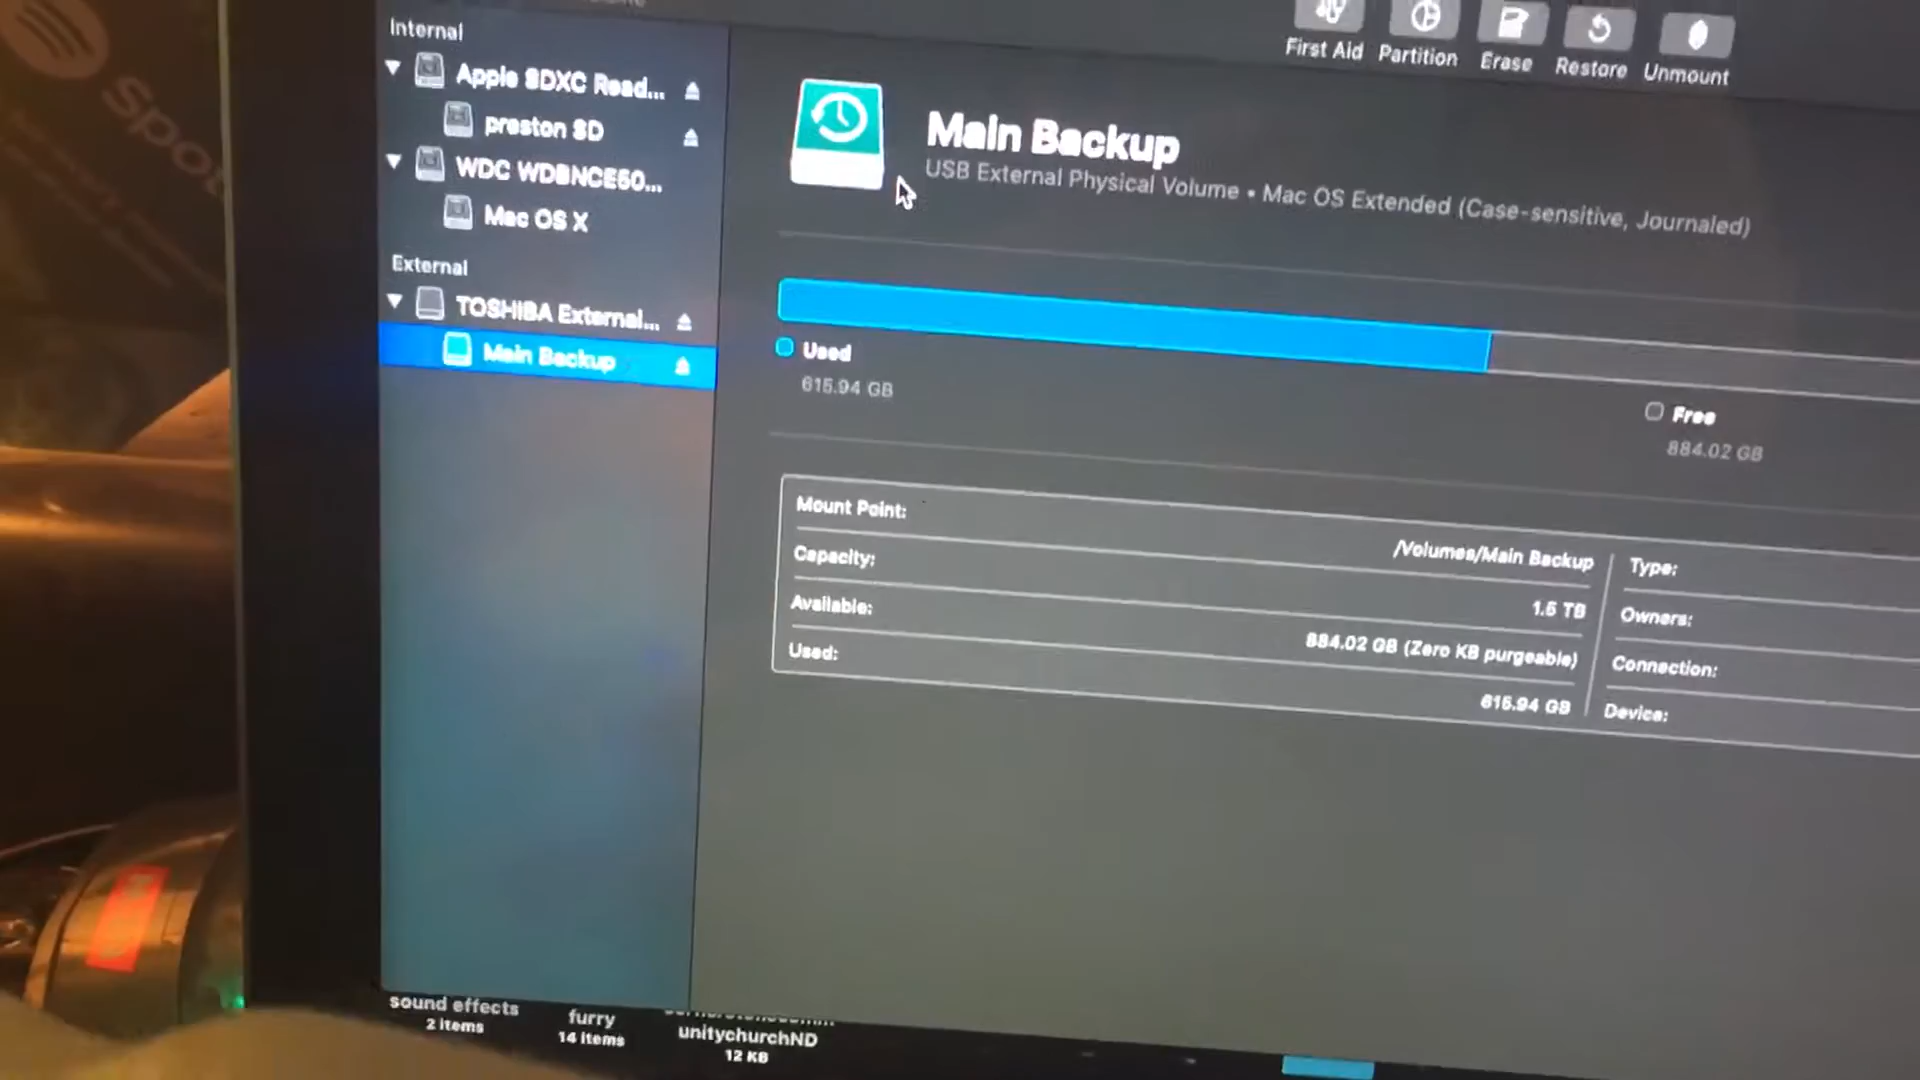 Spot
Internal
Apple SDXC Read...
preston SD
WDC WDBNCE50...
Mac OS X
External
TOSHIBA External...
Main Backup
First Aid
Partition
Erase
Restore
Unmount
Main Backup
USB External Physical Volume • Mac OS Extended (Case-sensitive, Journaled)
Used
615.94 GB
Free
884.02 GB
Mount Point:
/Volumes/Main Backup
Capacity:
1.5 TB
Available:
884.02 GB (Zero KB purgeable)
Used:
615.94 GB
Type:
Owners:
Connection:
Device:
sound effects
2 items
furry
14 items
unitychurchND
12 KB